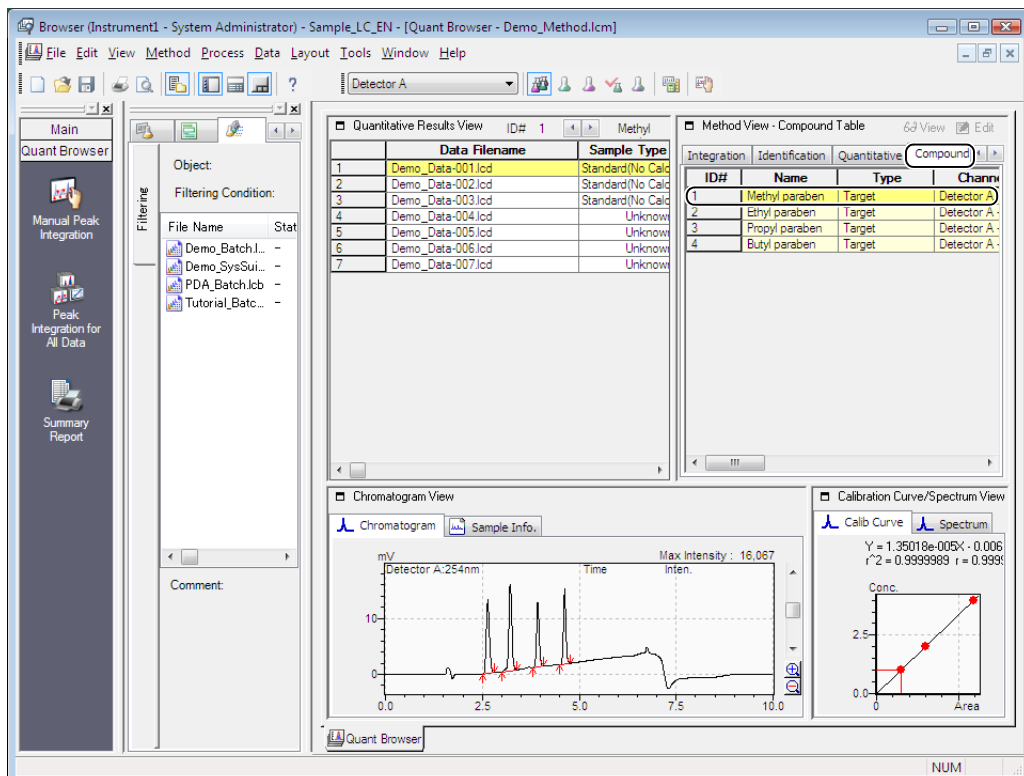 Browser (Instrument1 - System Administrator) - Sample_LC_EN - [Quant Browser - Demo_Method.lcm]
File Edit View Method Process Data Layout Tools Window Help
Detector A
Main
Quant Browser
Manual Peak
Integration
Peak
Integration for
All Data
Summary
Report
Filtering
Object:
Filtering Condition:
File Name Stat
Demo_Batch.l... -
Demo_SysSui... -
PDA_Batch.lcb -
Tutorial_Batc... -
Comment:
Quantitative Results View ID# 1 Methyl
Data Filename Sample Type
1 Demo_Data-001.lcd Standard(No Calc
2 Demo_Data-002.lcd Standard(No Calc
3 Demo_Data-003.lcd Standard(No Calc
4 Demo_Data-004.lcd Unknown
5 Demo_Data-005.lcd Unknown
6 Demo_Data-006.lcd Unknown
7 Demo_Data-007.lcd Unknown
Method View - Compound Table View Edit
Integration Identification Quantitative Compound
ID# Name Type Chann
1 Methyl paraben Target Detector A
2 Ethyl paraben Target Detector A -
3 Propyl paraben Target Detector A -
4 Butyl paraben Target Detector A -
Chromatogram View
Chromatogram Sample Info.
mV Max Intensity : 16,067
Detector A:254nm Time Inten.
10
0
0.0 2.5 5.0 7.5 10.0
Calibration Curve/Spectrum View
Calib Curve Spectrum
Y = 1.35018e-005X - 0.006
r^2 = 0.9999989 r = 0.999
Conc.
2.5
0.0
0 Area
Quant Browser
NUM